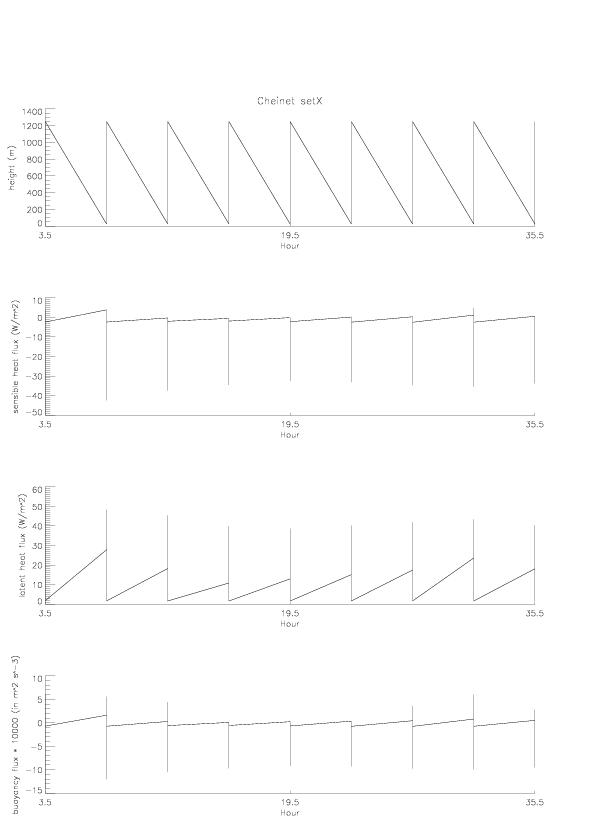 Cheinet setX
1400
1200
1000
800
600
400
200
0
height (m)
3.5 19.5 35.5
Hour
10
0
-10
-20
-30
-40
-50
sensible heat flux (W/m^2)
3.5 19.5 35.5
Hour
60
50
40
30
20
10
0
latent heat flux (W/m^2)
3.5 19.5 35.5
Hour
10
5
0
-5
-10
-15
buoyancy flux * 10000 (in m^2 s^-3)
3.5 19.5 35.5
Hour